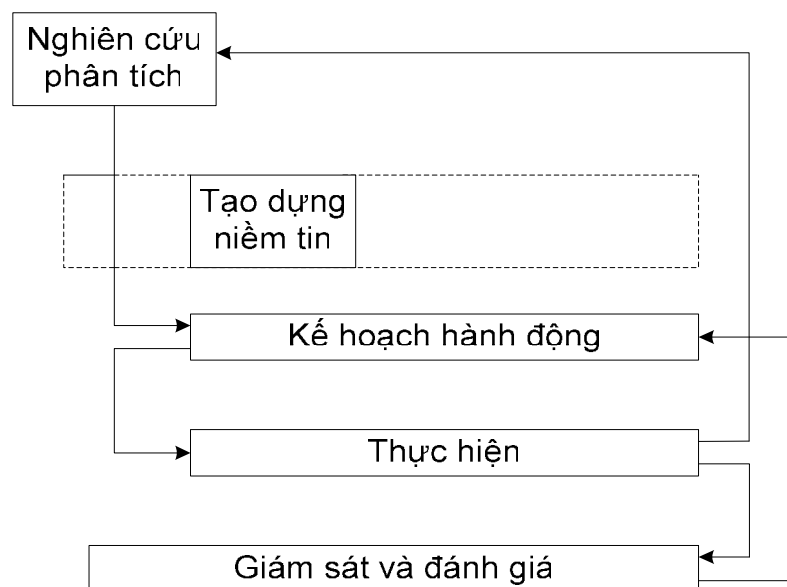 Nghiên cứu
phân tích
Tạo dựng
niềm tin
Kế hoạch hành động
Thực hiện
Giám sát và đánh giá